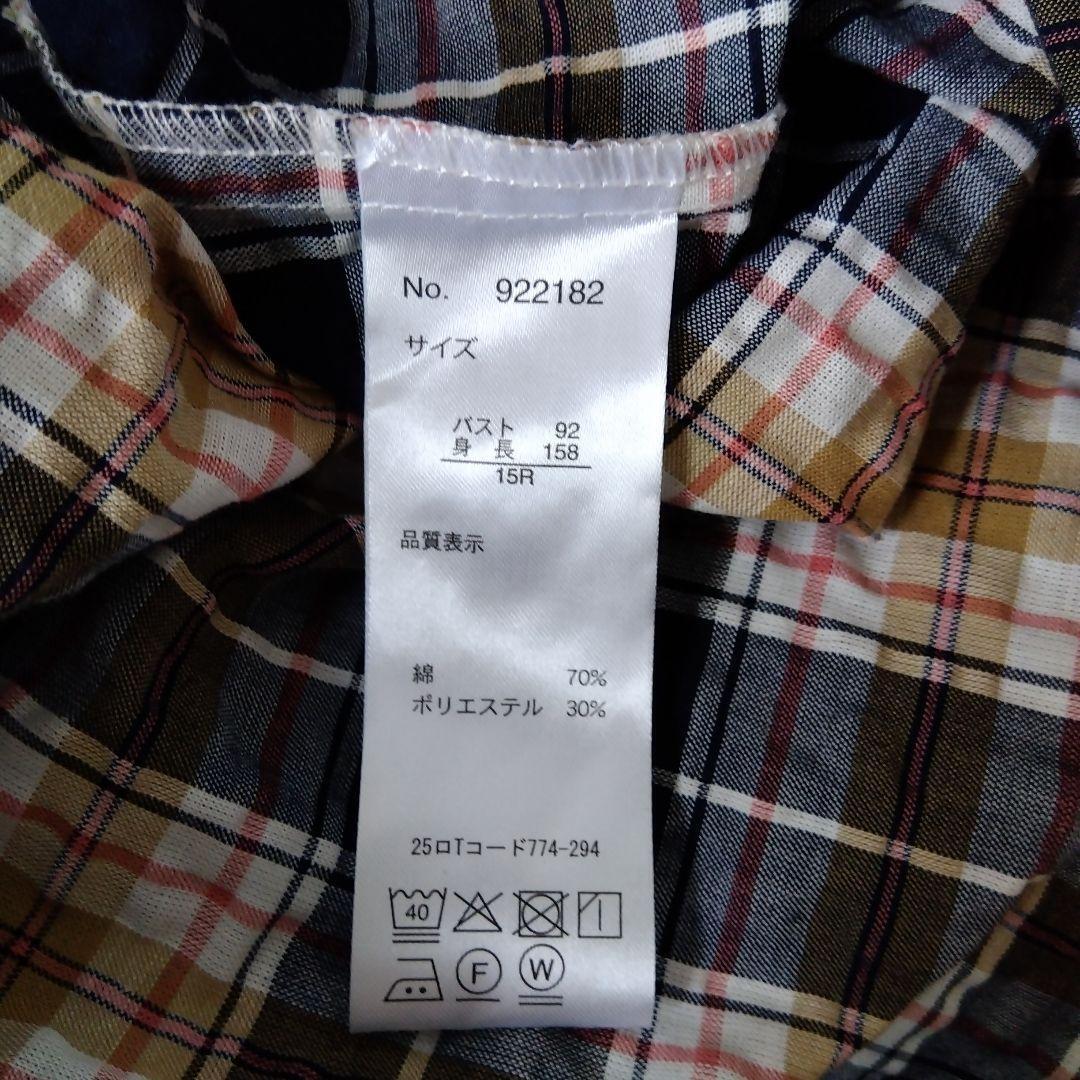 No. 922182
サイズ
バスト 92
身長 158
15R
品質表示
綿 70%
ポリエステル 30%
25ロTコード774-294
40
F W